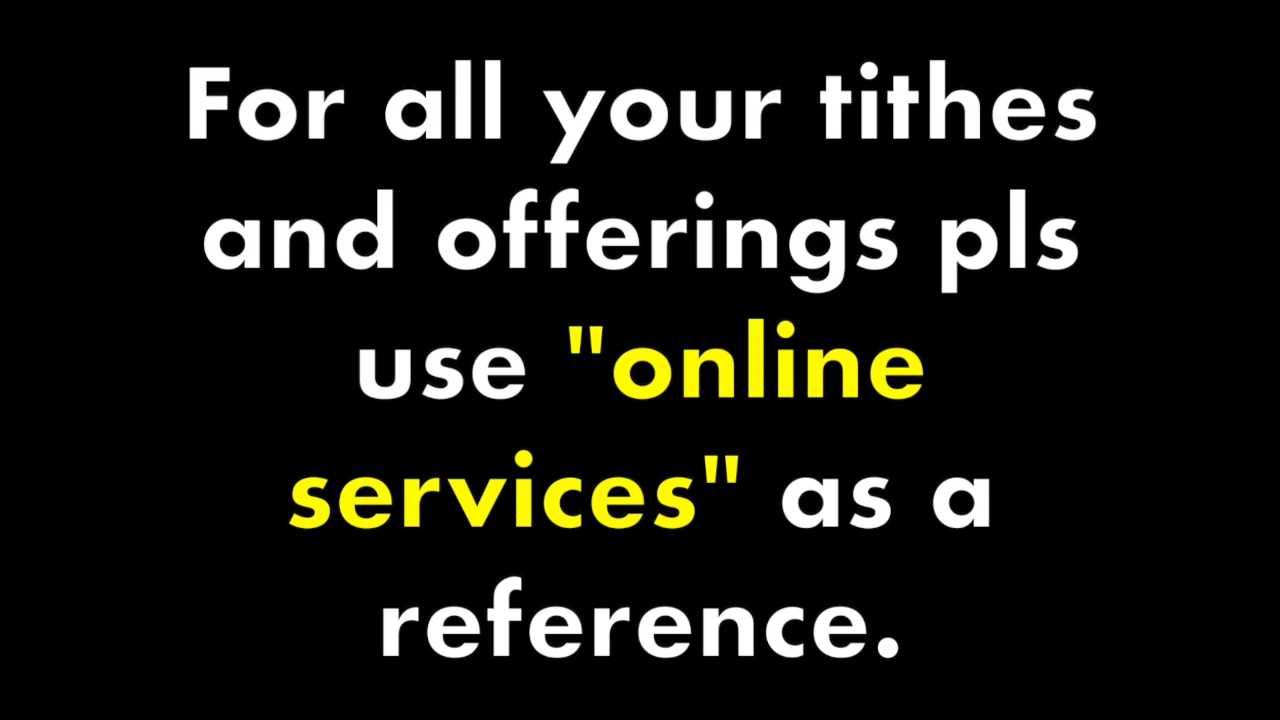 For all your tithes
and offerings pls
use "online
services" as a
reference.